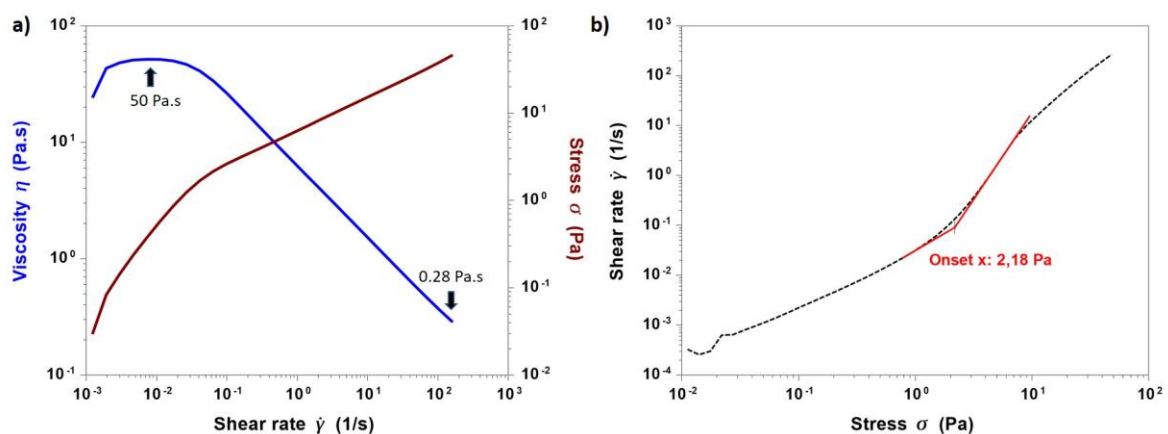 a)
Viscosity η (Pa.s)
10²
10¹
10⁰
10⁻¹
50 Pa.s
0.28 Pa.s
10²
10¹
10⁰
10⁻¹
10⁻²
Stress σ (Pa)
10⁻³ 10⁻² 10⁻¹ 10⁰ 10¹ 10² 10³
Shear rate γ̇ (1/s)
b)
Shear rate γ̇ (1/s)
10³
10²
10¹
10⁰
10⁻¹
10⁻²
10⁻³
10⁻⁴
Onset x: 2,18 Pa
10⁻² 10⁻¹ 10⁰ 10¹ 10²
Stress σ (Pa)